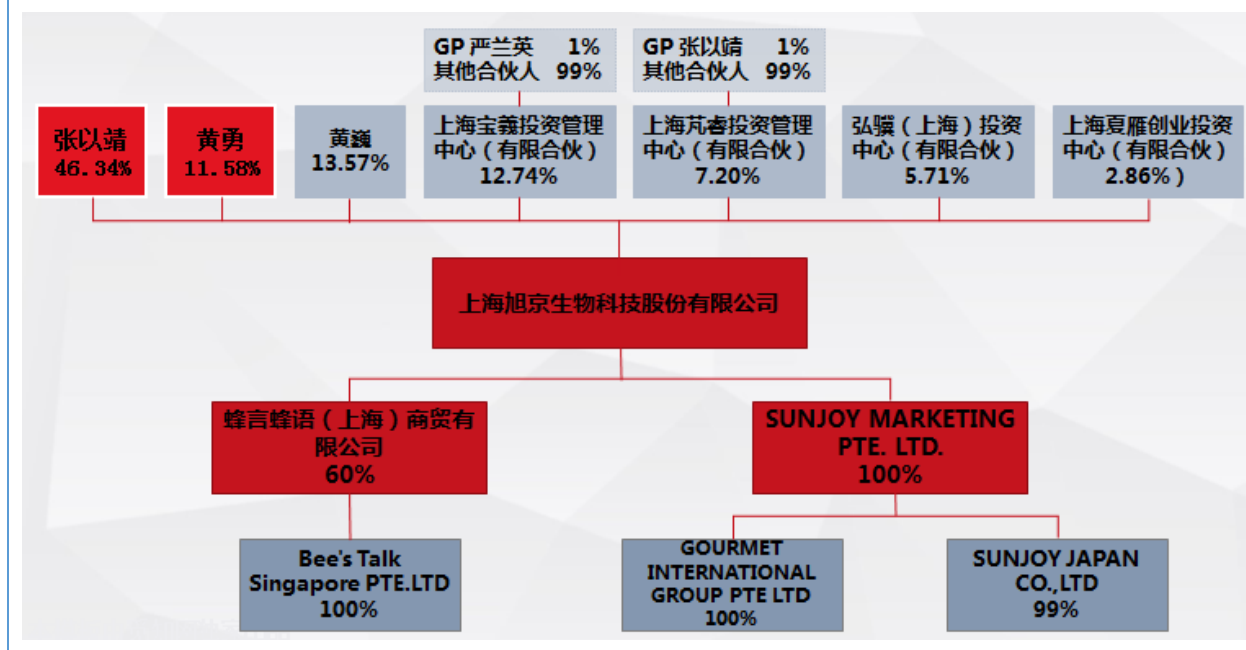 GP 严兰英 1%
其他合伙人 99%
GP 张以靖 1%
其他合伙人 99%
张以靖
46.34%
黄勇
11.58%
黄巍
13.57%
上海宝義投资管理
中心（有限合伙）
12.74%
上海芃睿投资管理
中心（有限合伙）
7.20%
弘骥（上海）投资
中心（有限合伙）
5.71%
上海夏雁创业投资
中心（有限合伙）
2.86%）
上海旭京生物科技股份有限公司
蜂言蜂语（上海）商贸有
限公司
60%
SUNJOY MARKETING
PTE. LTD.
100%
Bee's Talk
Singapore PTE.LTD
100%
GOURMET
INTERNATIONAL
GROUP PTE LTD
100%
SUNJOY JAPAN
CO.,LTD
99%